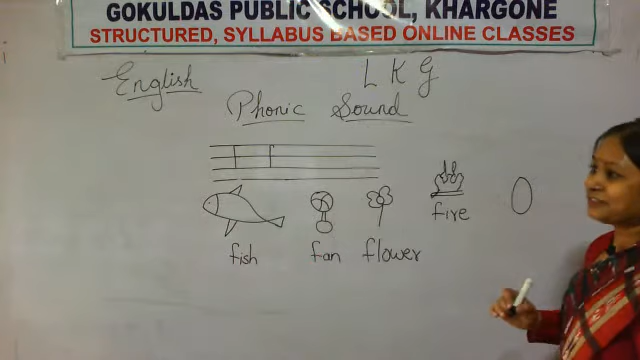 GOKULDAS PUBLIC SCHOOL, KHARGONE
STRUCTURED, SYLLABUS BASED ONLINE CLASSES
English LKG
Phonic Sound
fish fan flower fire